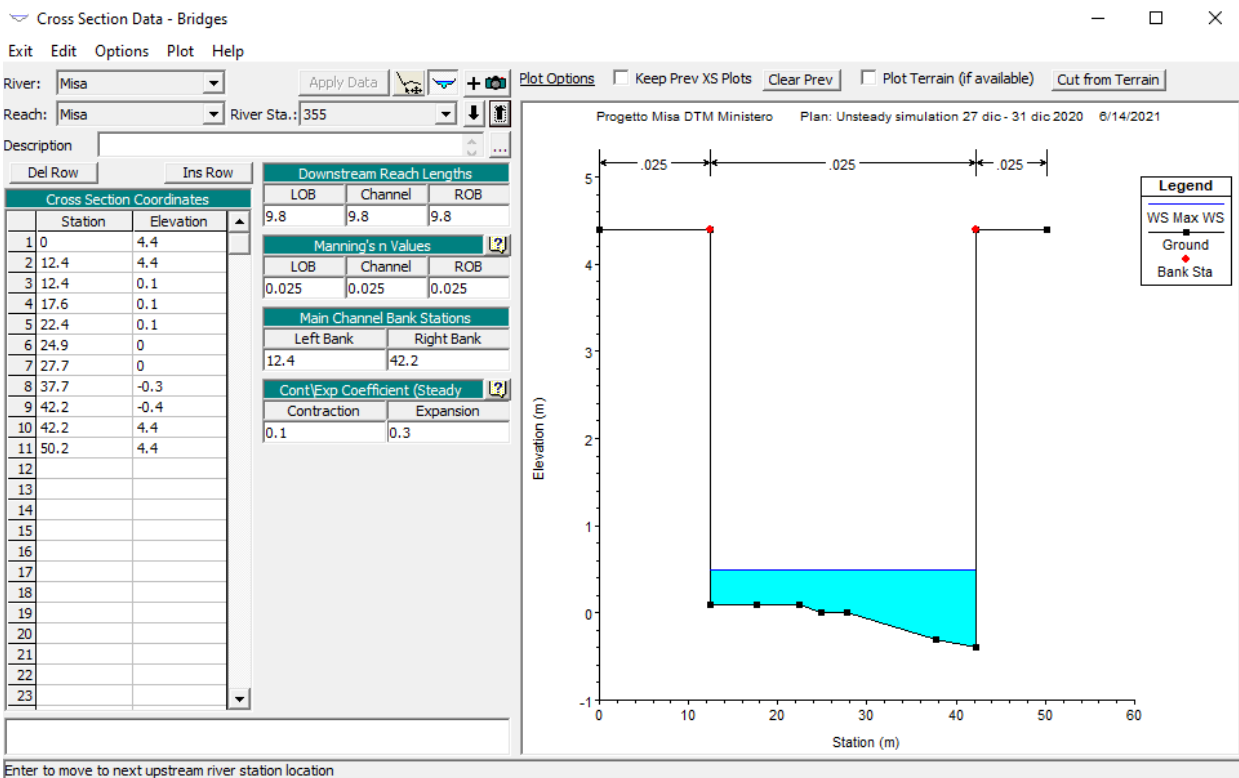 Cross Section Data - Bridges
Exit Edit Options Plot Help
River: Misa Apply Data
Reach: Misa River Sta.: 355
Description ...
Del Row Ins Row
Cross Section Coordinates
Station Elevation
1 0 4.4
2 12.4 4.4
3 12.4 0.1
4 17.6 0.1
5 22.4 0.1
6 24.9 0
7 27.7 0
8 37.7 -0.3
9 42.2 -0.4
10 42.2 4.4
11 50.2 4.4
12
13
14
15
16
17
18
19
20
21
22
23
Downstream Reach Lengths
LOB Channel ROB
9.8 9.8 9.8
Manning's n Values
LOB Channel ROB
0.025 0.025 0.025
Main Channel Bank Stations
Left Bank Right Bank
12.4 42.2
Cont\Exp Coefficient (Steady
Contraction Expansion
0.1 0.3
Plot Options Keep Prev XS Plots Clear Prev Plot Terrain (if available) Cut from Terrain
Progetto Misa DTM Ministero Plan: Unsteady simulation 27 dic - 31 dic 2020 6/14/2021
.025 .025 .025
5
4
3
2
1
0
-1
Elevation (m)
0 10 20 30 40 50 60
Station (m)
Legend
WS Max WS
Ground
Bank Sta
Enter to move to next upstream river station location